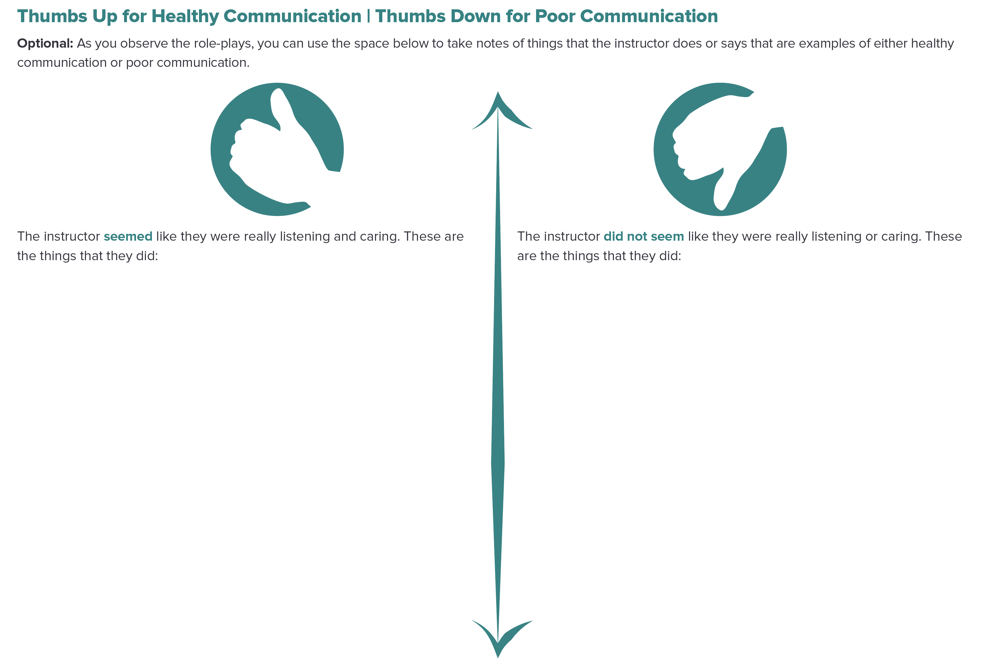 Thumbs Up for Healthy Communication | Thumbs Down for Poor Communication
Optional: As you observe the role-plays, you can use the space below to take notes of things that the instructor does or says that are examples of either healthy
communication or poor communication.
The instructor seemed like they were really listening and caring. These are
the things that they did:
The instructor did not seem like they were really listening or caring. These
are the things that they did: